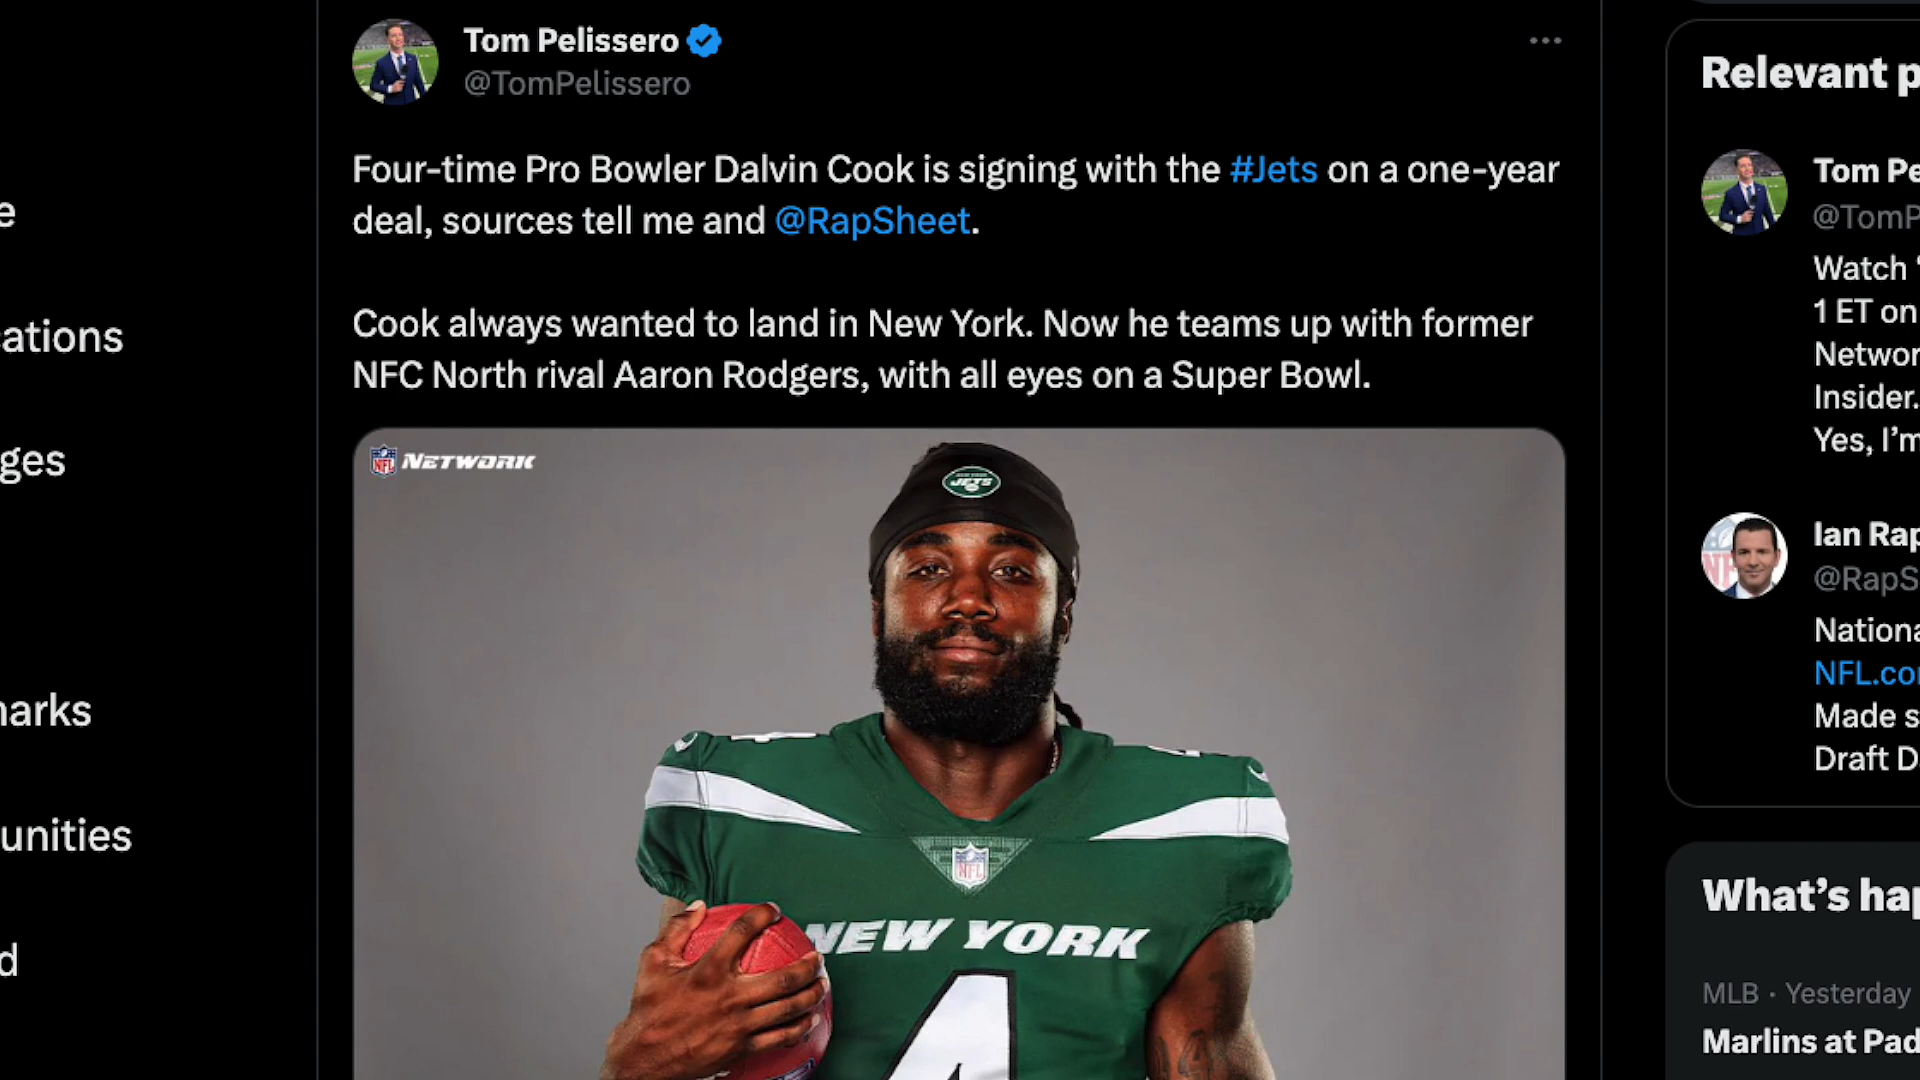 Tom Pelissero
@TomPelissero
Four-time Pro Bowler Dalvin Cook is signing with the #Jets on a one-year
deal, sources tell me and @RapSheet.
Cook always wanted to land in New York. Now he teams up with former
NFC North rival Aaron Rodgers, with all eyes on a Super Bowl.
NFL NETWORK
JETS
NFL
NEW YORK
4
e
ations
ges
arks
unities
d
Relevant p
Tom Pe
@TomP
Watch
1 ET on
Networ
Insider.
Yes, I’m
Ian Rap
@RapS
Nationa
NFL.co
Made s
Draft D
What’s hap
MLB · Yesterday
Marlins at Pad